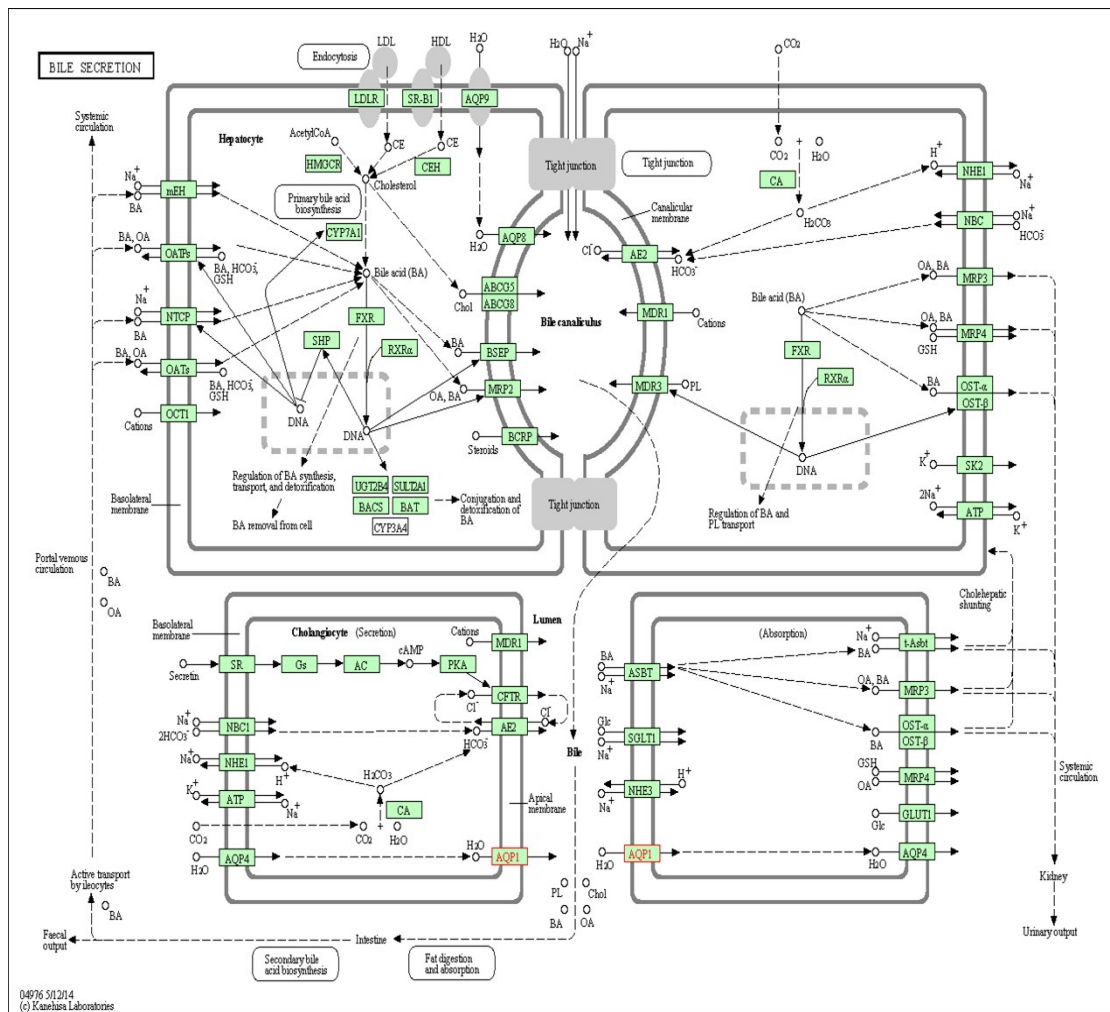 BILE SECRETION
Endocytosis
LDL
HDL
H2O
H2O
Na+
CO2
LDLR
SR-B1
AQP9
Systemic
circulation
Hepatocyte
AcetylCoA
CE
CE
HMGCR
CEH
Cholesterol
Tight junction
Tight junction
CO2
+
H2O
CA
H2CO3
H+
NHE1
Na+
Na+
mEH
BA
Primary bile acid
biosynthesis
CYP7A1
H2O
AQP8
Canalicular
membrane
Cl-
AE2
HCO3-
NBC
Na+
HCO3-
BA, OA
OATPs
BA, HCO3-,
GSH
Bile acid (BA)
Chol
ABCG5
ABCG8
Bile canaliculus
MDR1
Cations
Bile acid (BA)
OA, BA
MRP3
Na+
NTCP
BA
FXR
SHP
RXRα
BA
BSEP
OA, BA
MRP4
GSH
FXR
RXRα
BA, OA
OATs
BA, HCO3-,
GSH
OA, BA
MRP2
MDR3
PL
BA
OST-α
OST-β
OCT1
Cations
DNA
DNA
Steroids
BCRP
DNA
K+
SK2
Regulation of BA synthesis,
transport, and detoxification
BA removal from cell
UGT2B4
SULT2A1
BACS
BAT
CYP3A4
Conjugation and
detoxification of
BA
Tight junction
Regulation of BA and
PL transport
2Na+
ATP
K+
Basolateral
membrane
Portal venous
circulation
BA
OA
Cholehepatic
shunting
Basolateral
membrane
Cholangiocyte (Secretion)
Lumen
Cations
MDR1
Secretin
SR
Gs
AC
cAMP
PKA
CFTR
Cl-
Cl-
AE2
HCO3-
Na+
2HCO3-
NBC1
Na+
NHE1
H+
H2CO3
K+
ATP
Na+
CA
CO2
CO2
+
H2O
Apical
membrane
H2O
AQP4
H2O
AQP1
Bile
(Absorption)
BA
Na+
ASBT
Na+
BA
t-Asbt
OA, BA
MRP3
BA
OST-α
OST-β
Glc
Na+
SGLT1
GSH
OA
MRP4
Na+
NHE3
H+
Glc
GLUT1
H2O
AQP1
H2O
AQP4
Systemic
circulation
Active transport
by ileocytes
BA
PL
Chol
BA
OA
Kidney
Faecal
output
Intestine
Urinary output
Secondary bile
acid biosynthesis
Fat digestion
and absorption
04976 5/12/14
(c) Kanehisa Laboratories